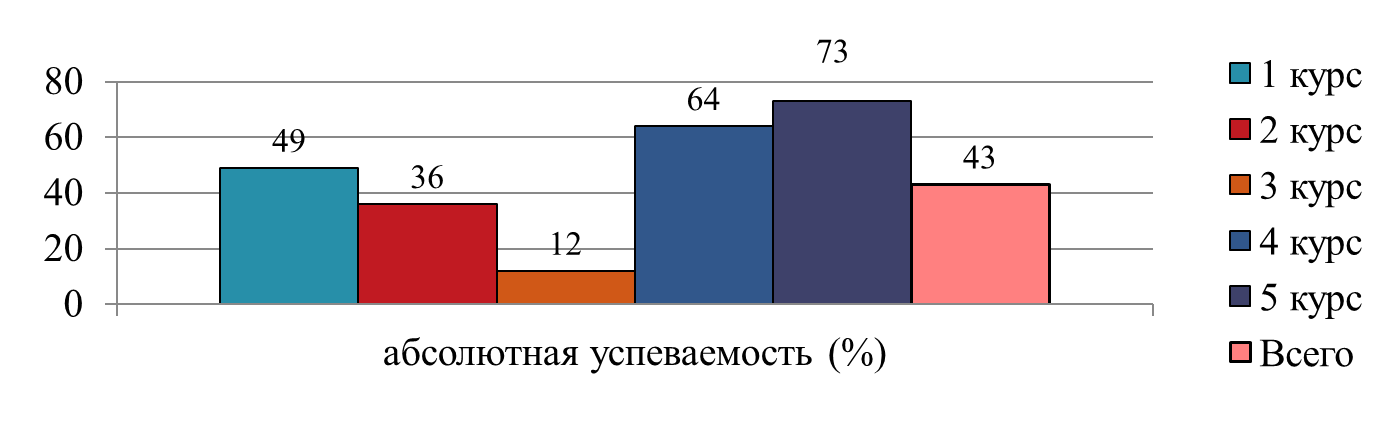 73
80
64
60
49
43
36
40
12
20
0
абсолютная успеваемость (%)
1 курс
2 курс
3 курс
4 курс
5 курс
Всего